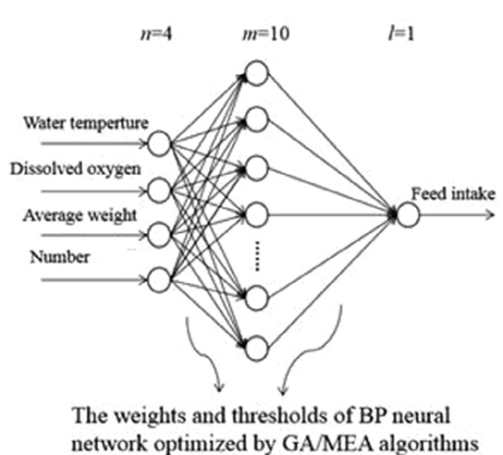 n=4 m=10 l=1
Water temperture
Dissolved oxygen
Average weight
Number
Feed intake
The weights and thresholds of BP neural
network optimized by GA/MEA algorithms